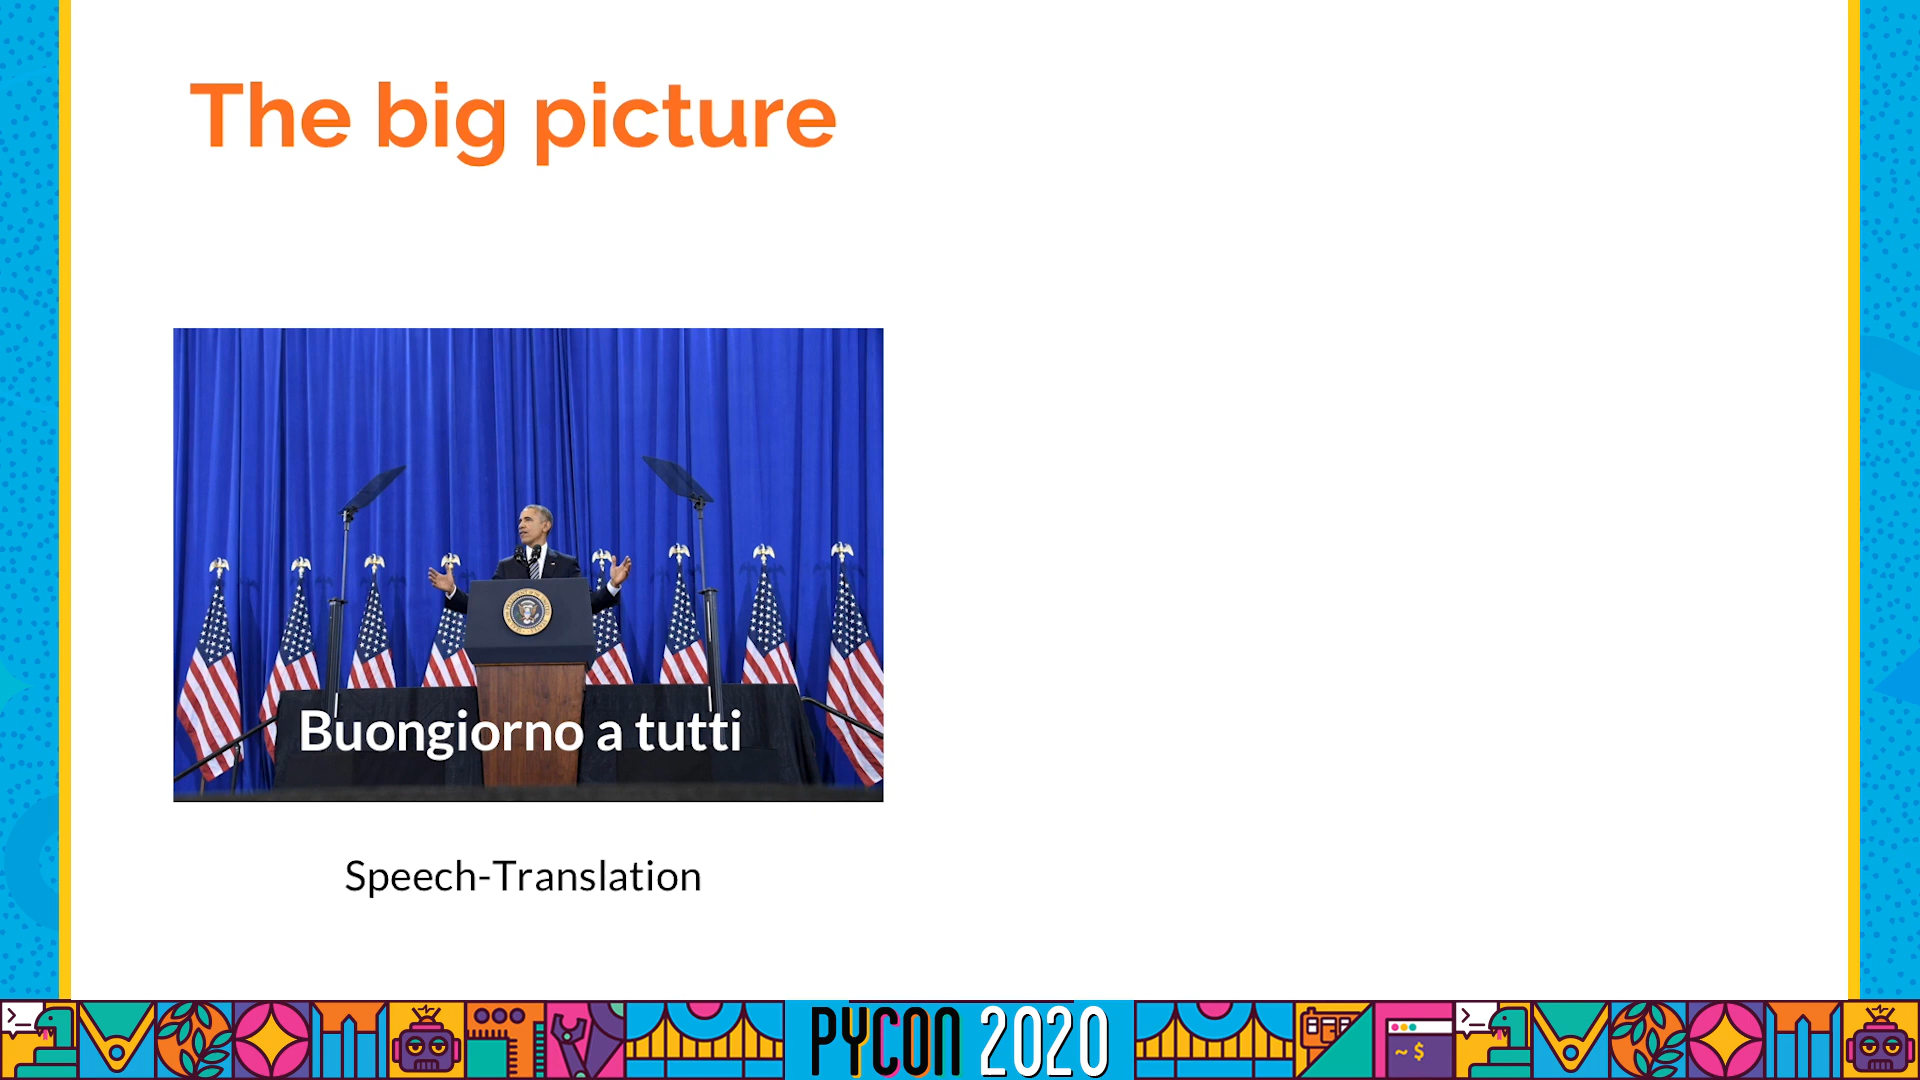 The big picture
Buongiorno a tutti
Speech-Translation
PYCON 2020
~ $